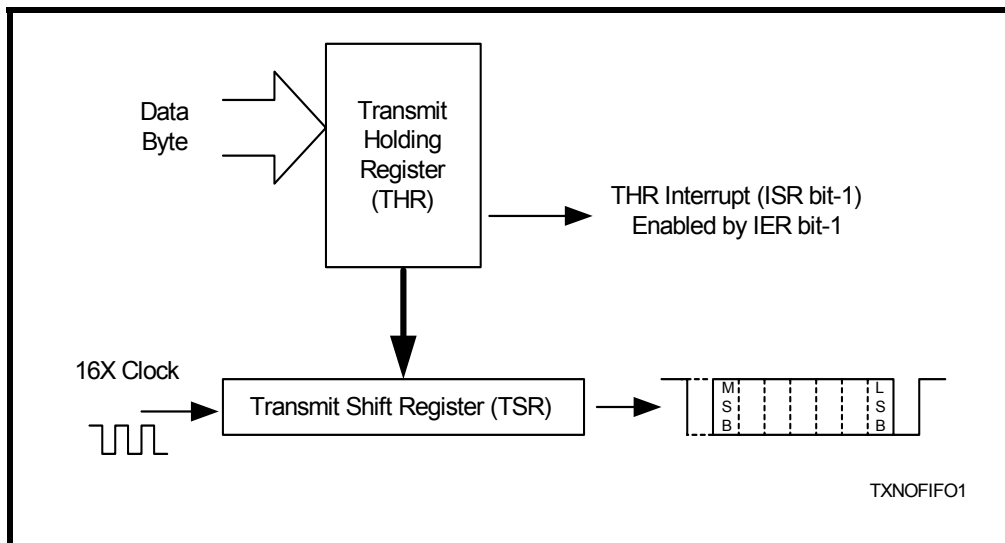 Data
Byte
Transmit
Holding
Register
(THR)
THR Interrupt (ISR bit-1)
Enabled by IER bit-1
16X Clock
Transmit Shift Register (TSR)
M
S
B
L
S
B
TXNOFIFO1